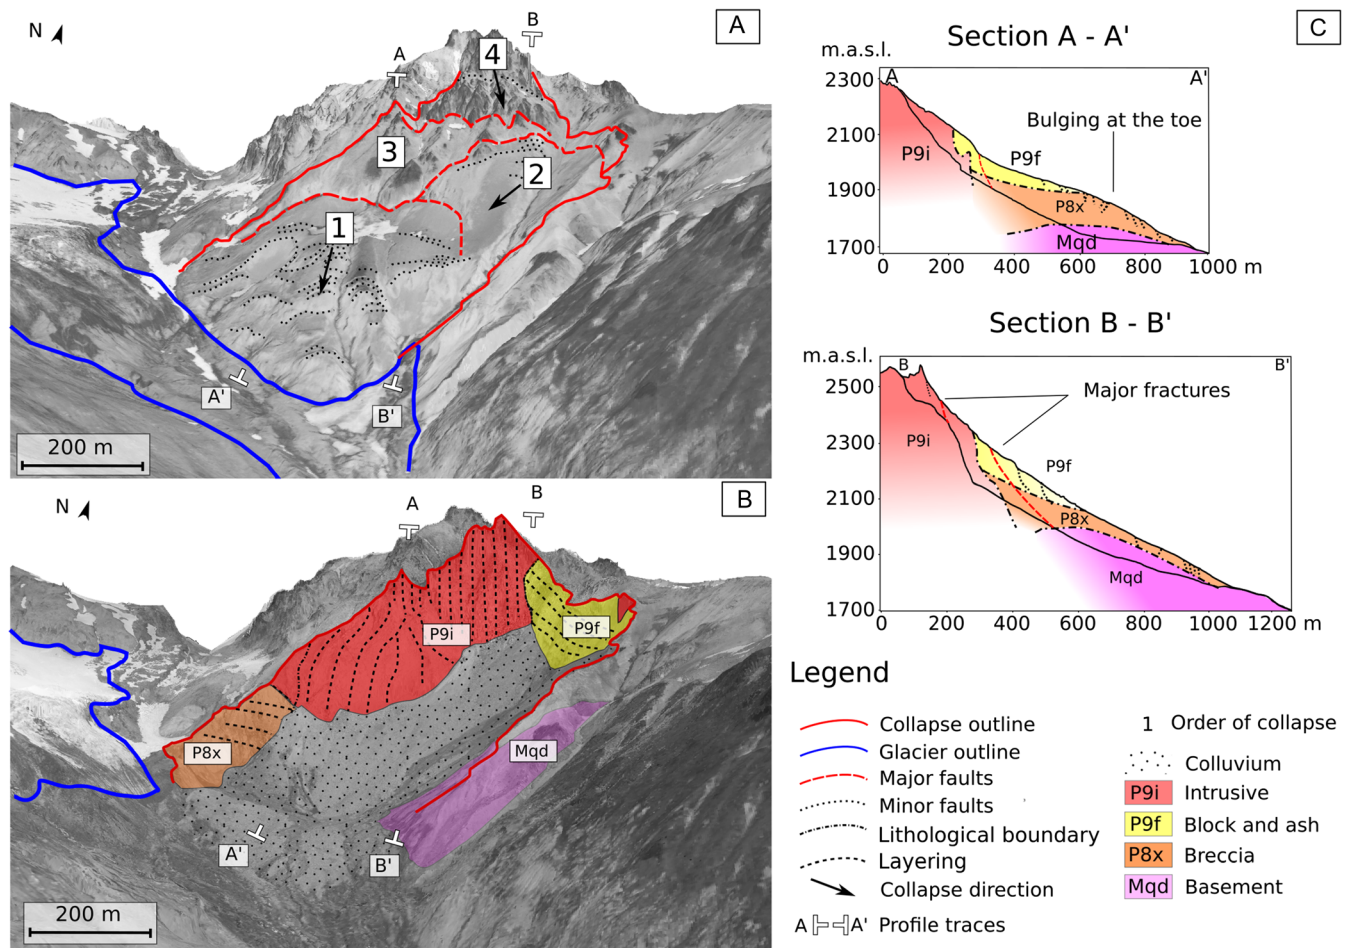 N
A
B
A
4
3
2
1
A'
B'
200 m
N
A
B
B
P9i
P9f
P8x
Mqd
A'
B'
200 m
C
Section A - A'
m.a.s.l.
A
A'
2300
2100
1900
1700
Bulging at the toe
P9i
P9f
P8x
Mqd
0
200
400
600
800
1000 m
Section B - B'
m.a.s.l.
B
B'
2500
2300
2100
1900
1700
Major fractures
P9i
P9f
P8x
Mqd
0
200
400
600
800
1000
1200 m
Legend
Collapse outline
Glacier outline
Major faults
Minor faults
Lithological boundary
Layering
Collapse direction
A A' Profile traces
1 Order of collapse
Colluvium
P9i Intrusive
P9f Block and ash
P8x Breccia
Mqd Basement